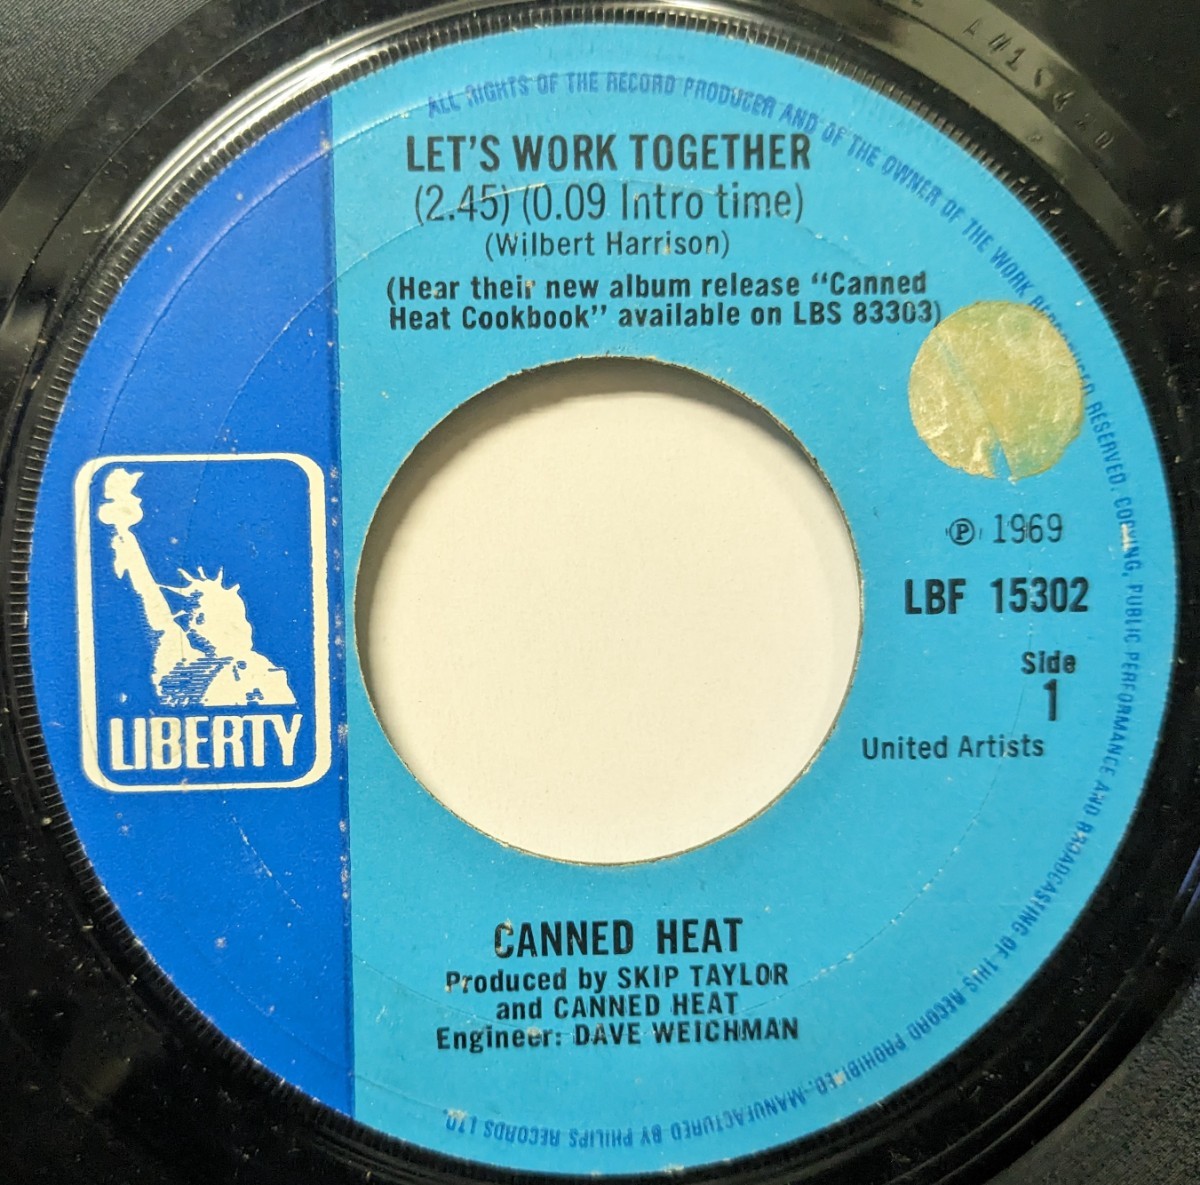 ALL RIGHTS OF THE RECORD PRODUCER AND OF THE OWNER OF THE WORK REPRODUCED RESERVED. COPYING, PUBLIC PERFORMANCE AND BROADCASTING OF THIS RECORD PROHIBITED. MANUFACTURED BY PHILIPS RECORDS LTD.
LET'S WORK TOGETHER
(2.45) (0.09 Intro time)
(Wilbert Harrison)
(Hear their new album release "Canned
Heat Cookbook" available on LBS 83303)
℗ 1969
LBF 15302
Side
1
United Artists
LIBERTY
CANNED HEAT
Produced by SKIP TAYLOR
and CANNED HEAT
Engineer: DAVE WEICHMAN